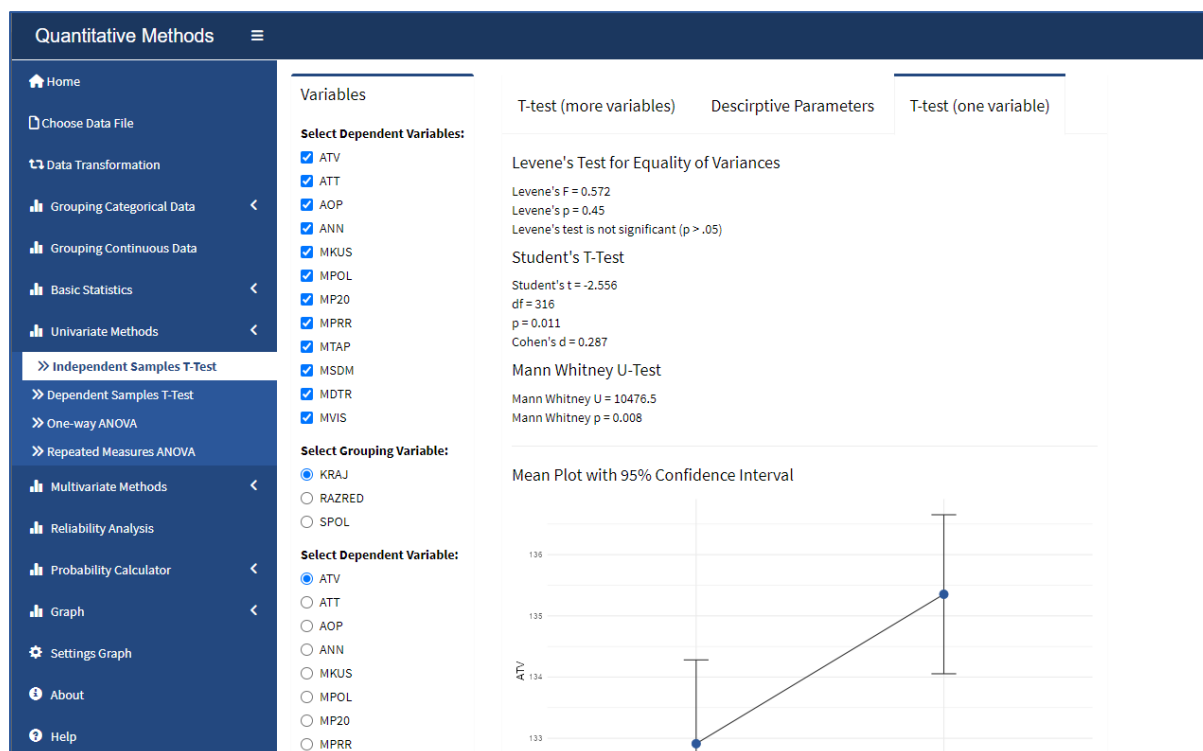 Quantitative Methods
Home
Choose Data File
Data Transformation
Grouping Categorical Data
Grouping Continuous Data
Basic Statistics
Univariate Methods
Independent Samples T-Test
Dependent Samples T-Test
One-way ANOVA
Repeated Measures ANOVA
Multivariate Methods
Reliability Analysis
Probability Calculator
Graph
Settings Graph
About
Help
Variables
Select Dependent Variables:
ATV
ATT
AOP
ANN
MKUS
MPOL
MP20
MPRR
MTAP
MSDM
MDTR
MVIS
Select Grouping Variable:
KRAJ
RAZRED
SPOL
Select Dependent Variable:
ATV
ATT
AOP
ANN
MKUS
MPOL
MP20
MPRR
T-test (more variables) Descirptive Parameters T-test (one variable)
Levene's Test for Equality of Variances
Levene's F = 0.572
Levene's p = 0.45
Levene's test is not significant (p > .05)
Student's T-Test
Student's t = -2.556
df = 316
p = 0.011
Cohen's d = 0.287
Mann Whitney U-Test
Mann Whitney U = 10476.5
Mann Whitney p = 0.008
Mean Plot with 95% Confidence Interval
136
135
134
133
ATV